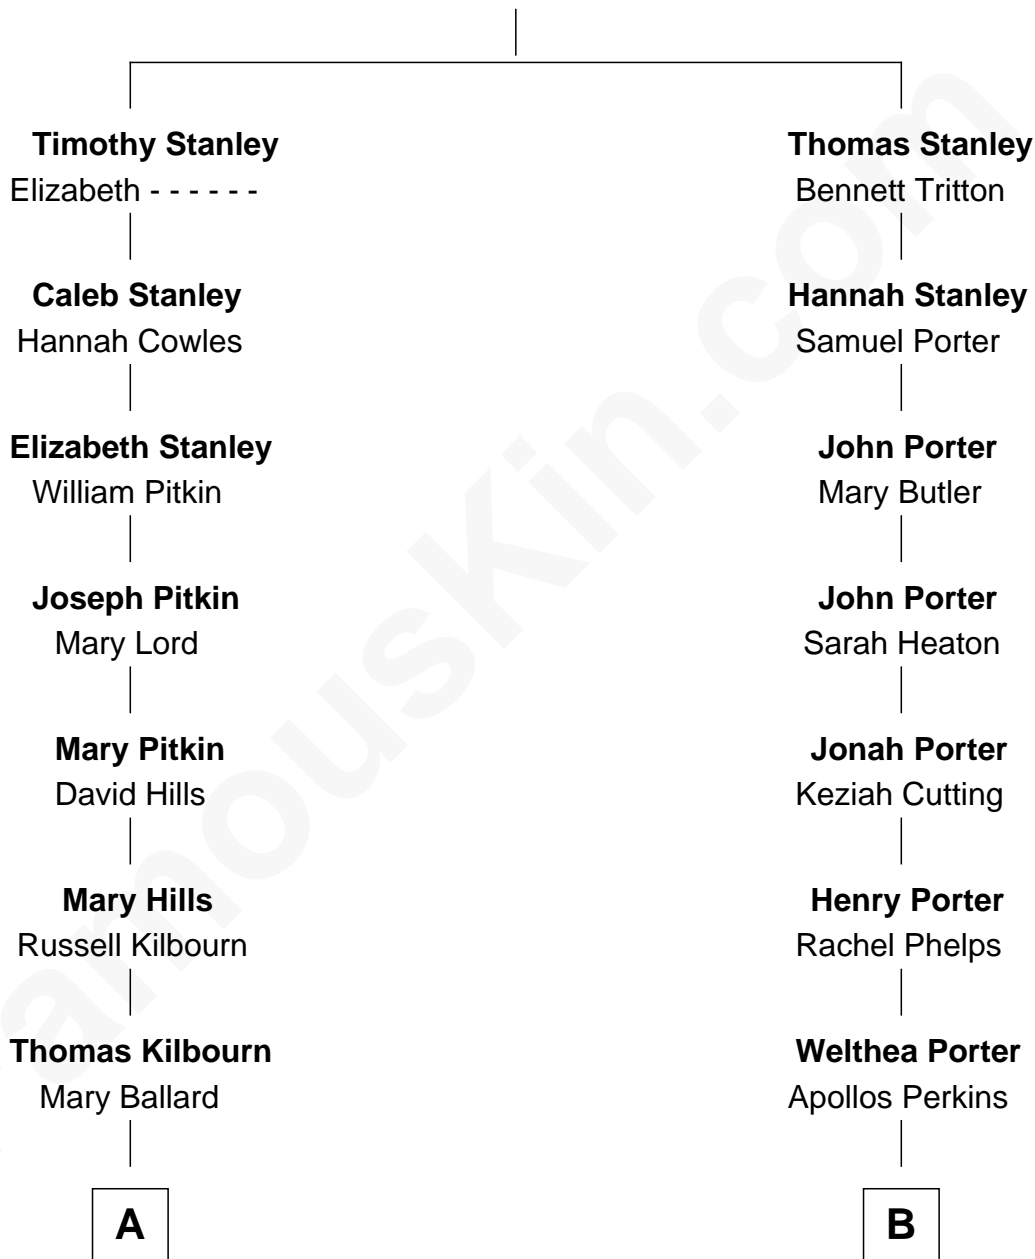 Timothy Stanley
Elizabeth - - - - - -
Caleb Stanley
Hannah Cowles
Elizabeth Stanley
William Pitkin
Joseph Pitkin
Mary Lord
Mary Pitkin
David Hills
Mary Hills
Russell Kilbourn
Thomas Kilbourn
Mary Ballard
A
Thomas Stanley
Bennett Tritton
Hannah Stanley
Samuel Porter
John Porter
Mary Butler
John Porter
Sarah Heaton
Jonah Porter
Keziah Cutting
Henry Porter
Rachel Phelps
Welthea Porter
Apollos Perkins
B
amouskin.com